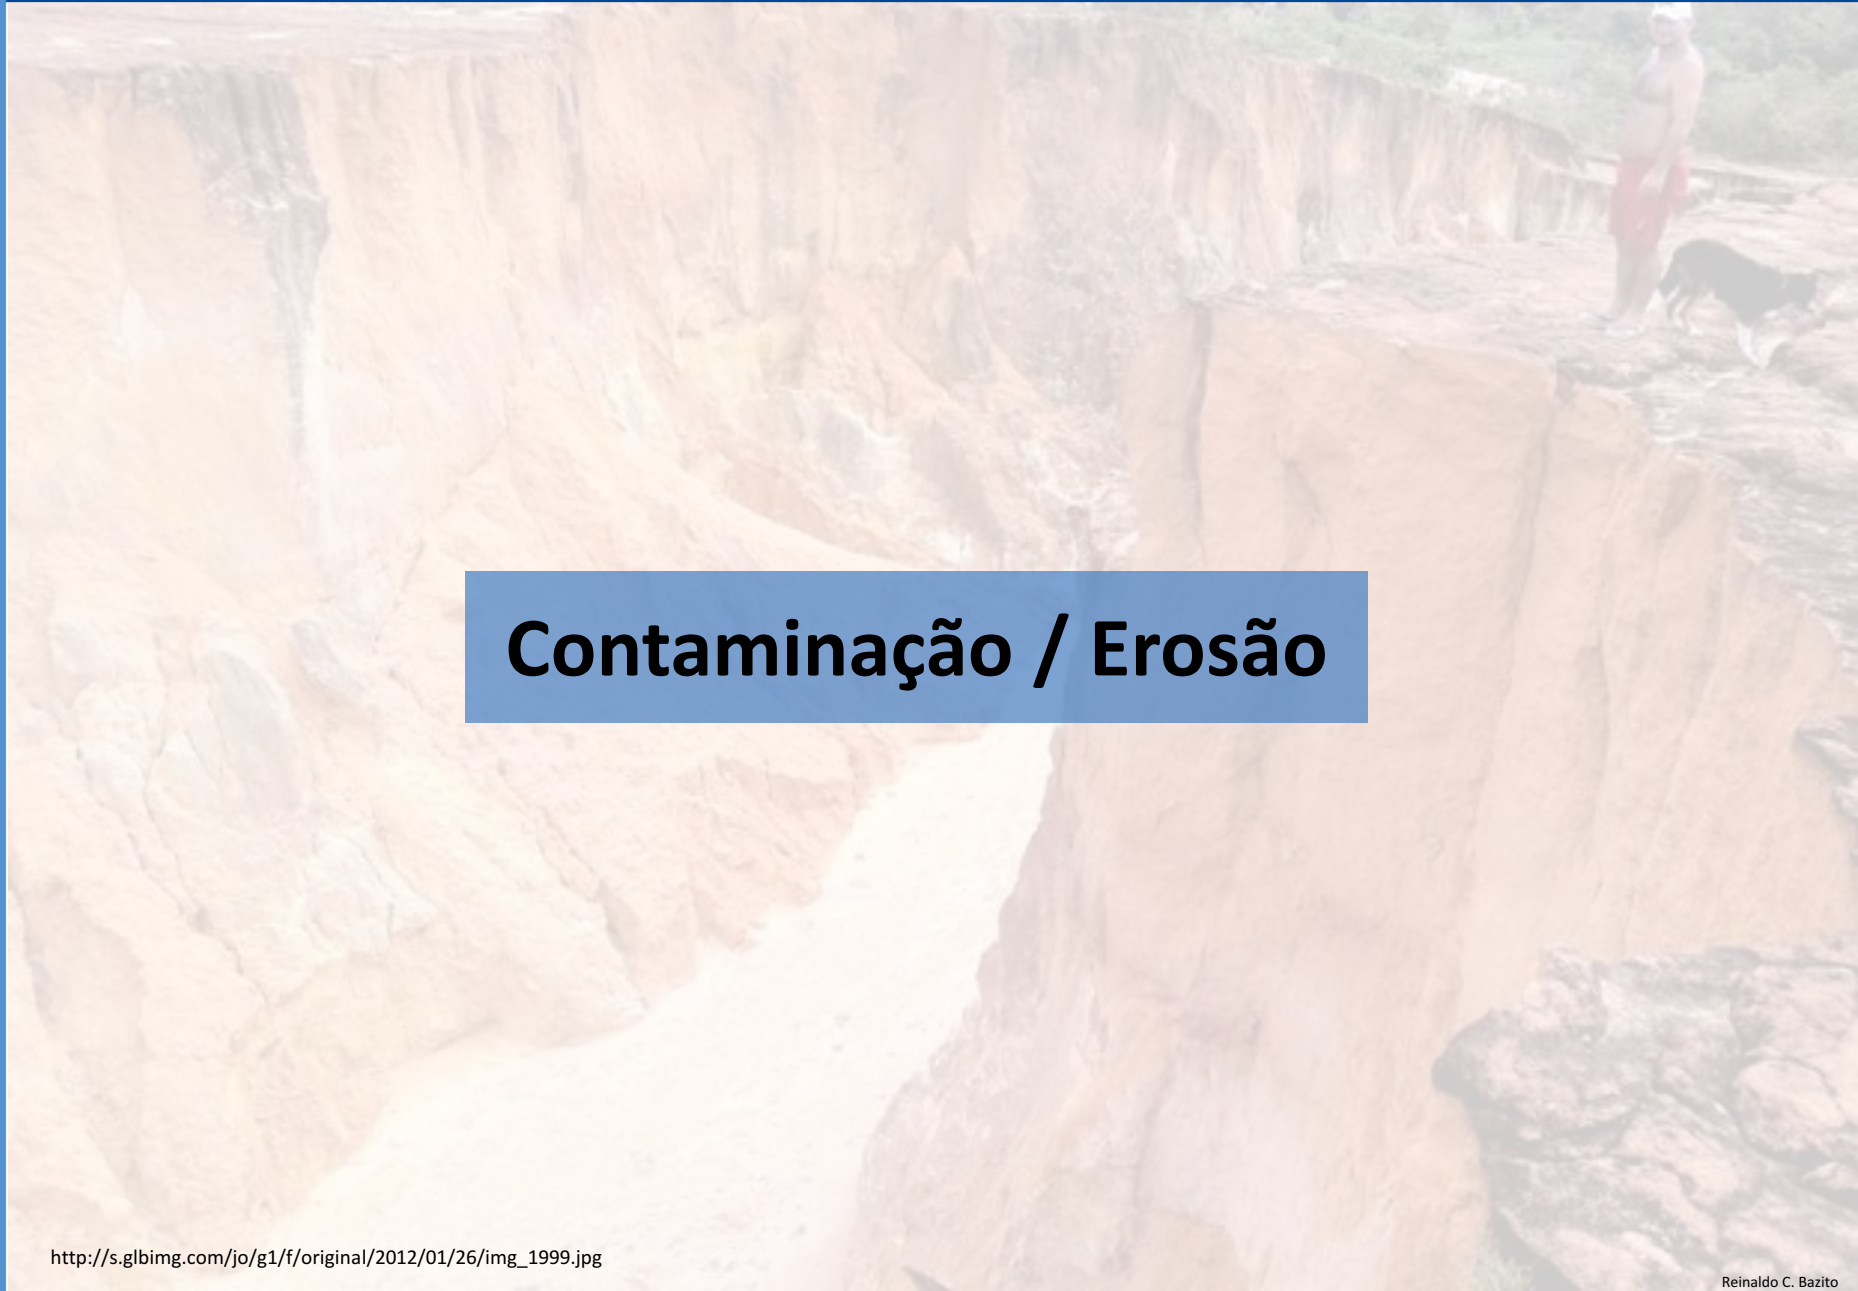 Contaminação / Erosão
http://s.glbimg.com/jo/g1/f/original/2012/01/26/img_1999.jpg
Reinaldo C. Bazito